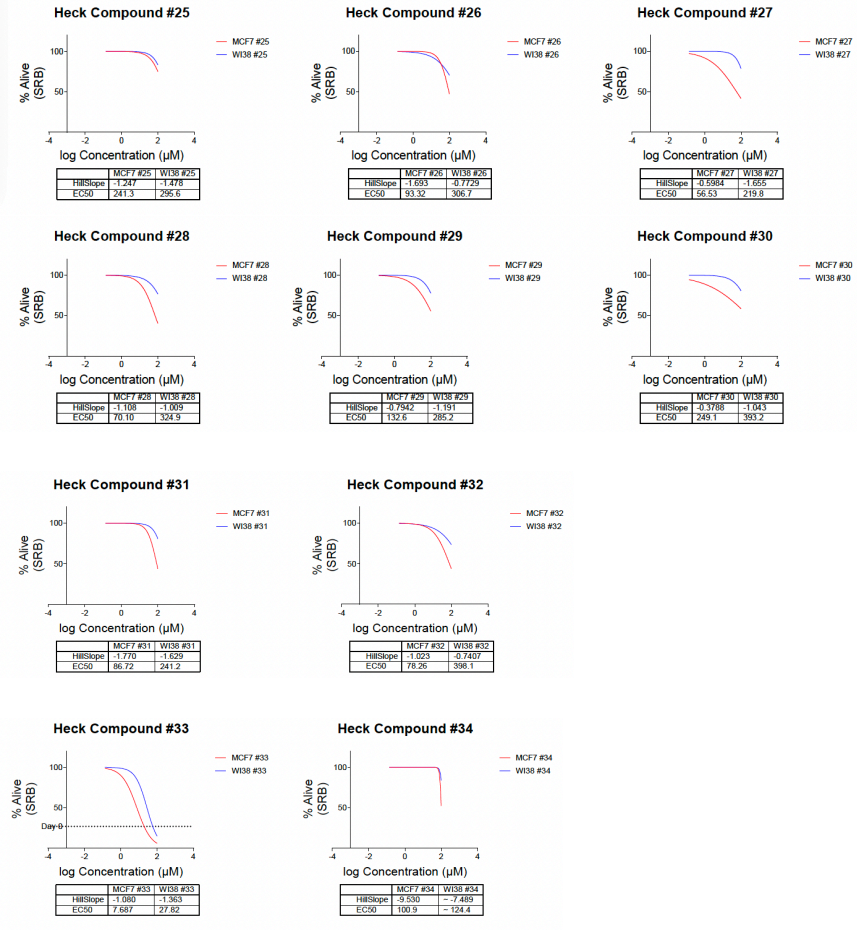 Heck Compound #25
100-
50-
% Alive
(SRB)
-4 -2 0 2 4
log Concentration (µM)
MCF7 #25
WI38 #25
MCF7 #25 WI38 #25
HillSlope -1.247 -1.478
EC50 241.3 295.6
Heck Compound #26
100-
50-
% Alive
(SRB)
-4 -2 0 2 4
log Concentration (µM)
MCF7 #26
WI38 #26
MCF7 #26 WI38 #26
HillSlope -1.693 -0.7729
EC50 93.32 306.7
Heck Compound #27
100-
50-
% Alive
(SRB)
-4 -2 0 2 4
log Concentration (µM)
MCF7 #27
WI38 #27
MCF7 #27 WI38 #27
HillSlope -0.5984 -1.655
EC50 56.53 219.8
Heck Compound #28
100-
50-
% Alive
(SRB)
-4 -2 0 2 4
log Concentration (µM)
MCF7 #28
WI38 #28
MCF7 #28 WI38 #28
HillSlope -1.108 -1.009
EC50 70.10 324.9
Heck Compound #29
100-
50-
% Alive
(SRB)
-4 -2 0 2 4
log Concentration (µM)
MCF7 #29
WI38 #29
MCF7 #29 WI38 #29
HillSlope -0.7942 -1.191
EC50 132.6 285.2
Heck Compound #30
100-
50-
% Alive
(SRB)
-4 -2 0 2 4
log Concentration (µM)
MCF7 #30
WI38 #30
MCF7 #30 WI38 #30
HillSlope -0.3788 -1.043
EC50 249.1 393.2
Heck Compound #31
100-
50-
% Alive
(SRB)
-4 -2 0 2 4
log Concentration (µM)
MCF7 #31
WI38 #31
MCF7 #31 WI38 #31
HillSlope -1.770 -1.629
EC50 86.72 241.2
Heck Compound #32
100-
50-
% Alive
(SRB)
-4 -2 0 2 4
log Concentration (µM)
MCF7 #32
WI38 #32
MCF7 #32 WI38 #32
HillSlope -1.023 -0.7407
EC50 78.26 398.1
Heck Compound #33
100-
50-
Day 0
% Alive
(SRB)
-4 -2 0 2 4
log Concentration (µM)
MCF7 #33
WI38 #33
MCF7 #33 WI38 #33
HillSlope -1.080 -1.363
EC50 7.687 27.82
Heck Compound #34
100-
50-
% Alive
(SRB)
-4 -2 0 2 4
log Concentration (µM)
MCF7 #34
WI38 #34
MCF7 #34 WI38 #34
HillSlope -9.530 ~ -7.489
EC50 100.9 ~ 124.4